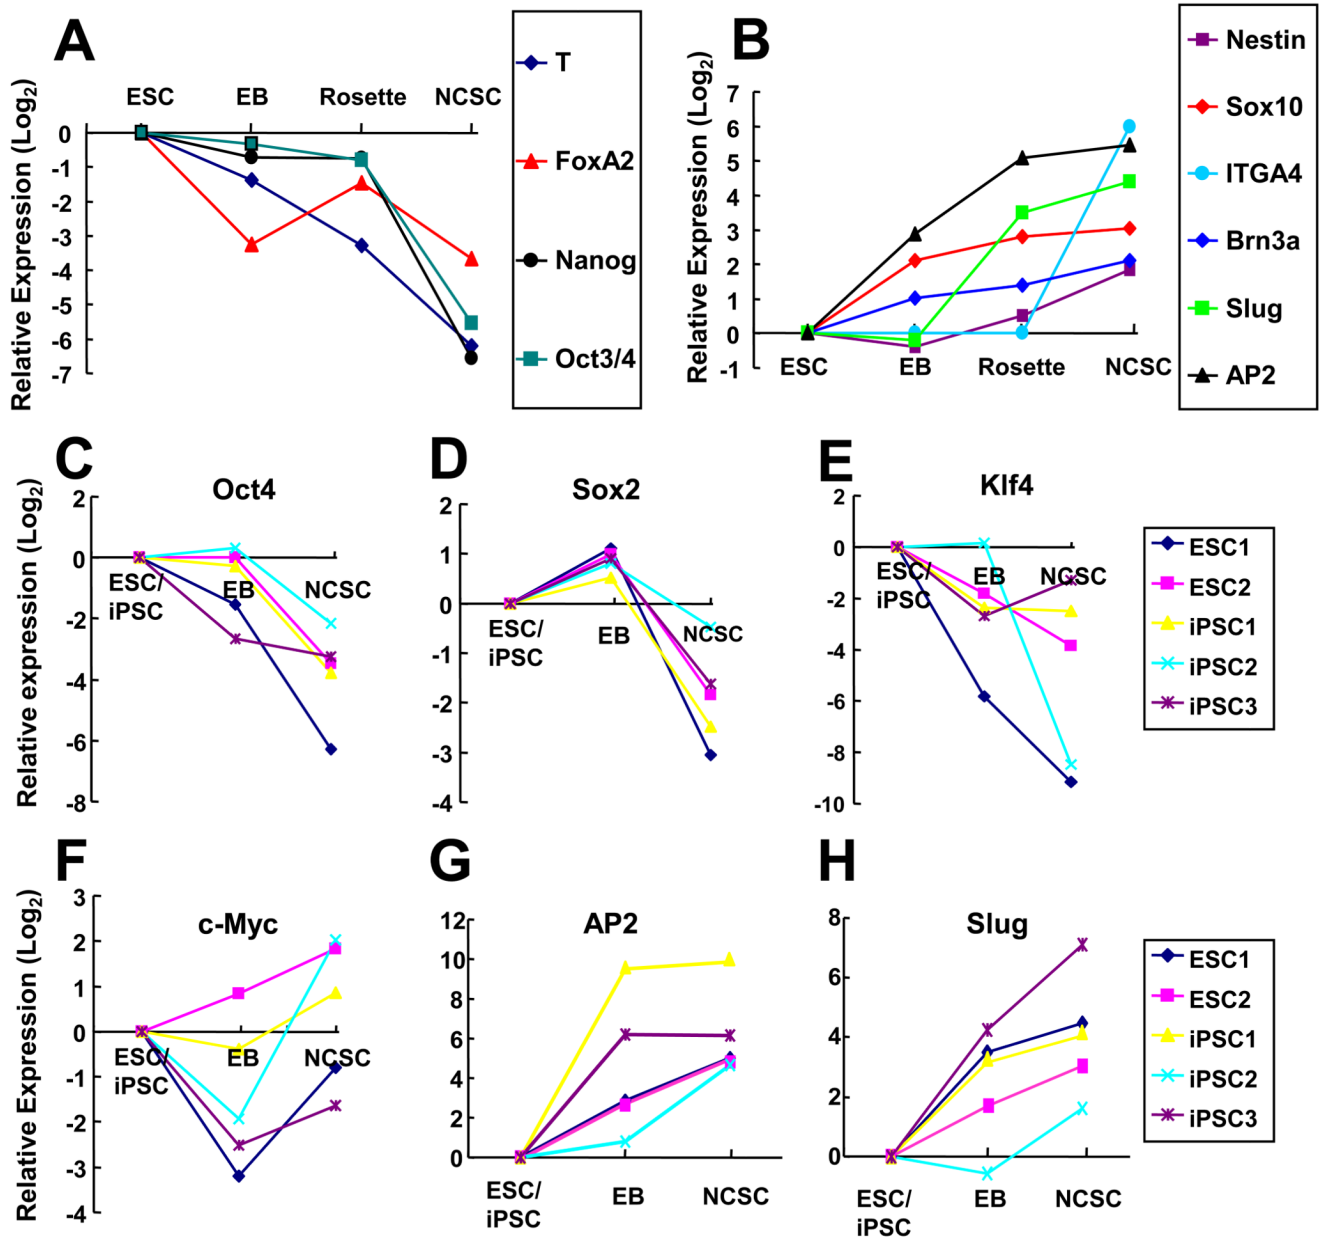 A
Relative Expression (Log2)
ESC EB Rosette NCSC
0
-1
-2
-3
-4
-5
-6
-7
T
FoxA2
Nanog
Oct3/4
B
Relative Expression (Log2)
7
6
5
4
3
2
1
0
-1
ESC EB Rosette NCSC
Nestin
Sox10
ITGA4
Brn3a
Slug
AP2
C
Oct4
Relative expression (Log2)
2
0
-2
-4
-6
-8
ESC/
iPSC
EB
NCSC
D
Sox2
2
1
0
-1
-2
-3
-4
ESC/
iPSC
EB
NCSC
E
Klf4
2
0
-2
-4
-6
-8
-10
ESC/
iPSC
EB
NCSC
ESC1
ESC2
iPSC1
iPSC2
iPSC3
F
c-Myc
Relative Expression (Log2)
3
2
1
0
-1
-2
-3
-4
ESC/
iPSC
EB
NCSC
G
AP2
12
10
8
6
4
2
0
ESC/
iPSC
EB
NCSC
H
Slug
8
6
4
2
0
ESC/
iPSC
EB
NCSC
ESC1
ESC2
iPSC1
iPSC2
iPSC3